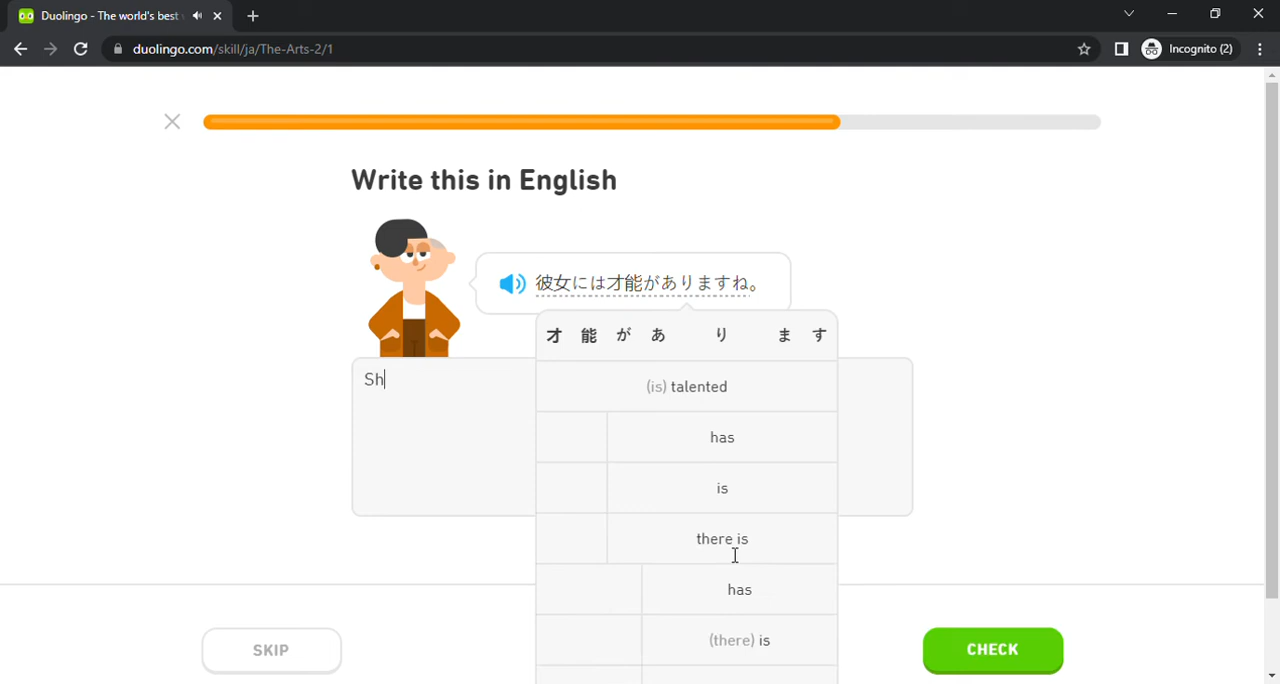 Duolingo - The world's best
duolingo.com/skill/ja/The-Arts-2/1
Incognito (2)
Write this in English
彼女には才能がありますね。
才能があります
(is) talented
has
is
there is
has
(there) is
Sh
SKIP
CHECK